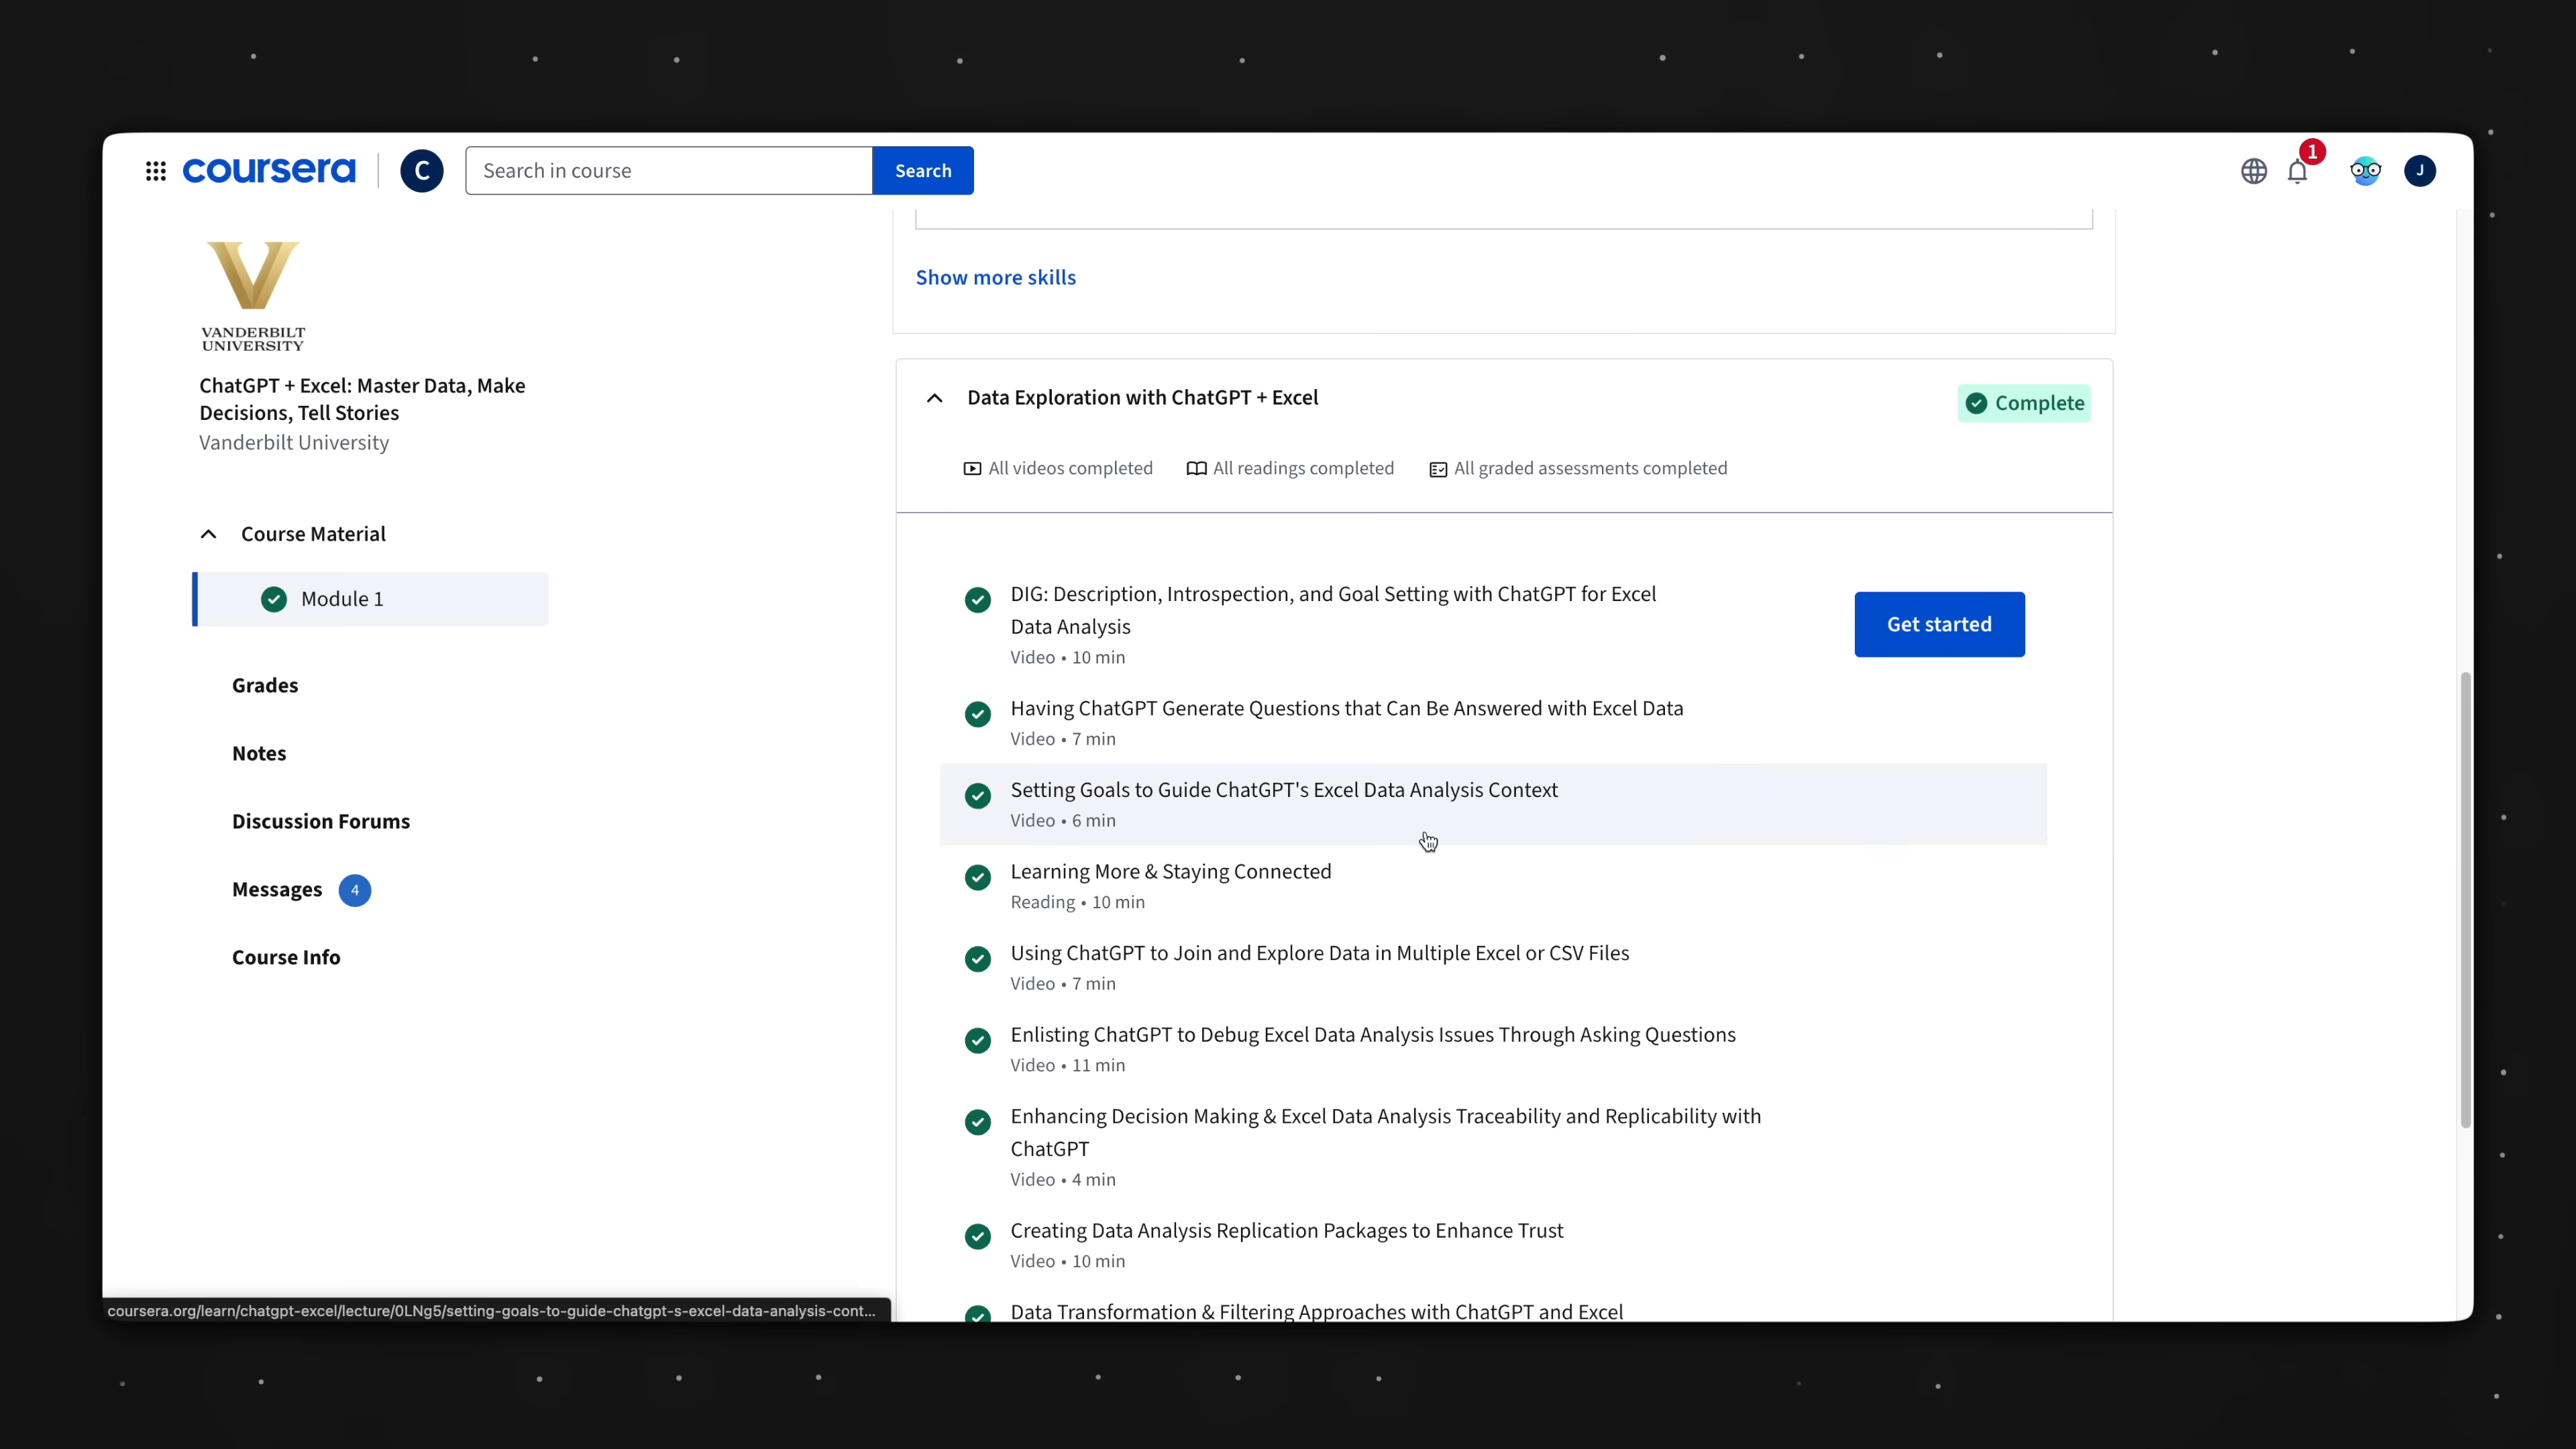 coursera
C
Search in course
Search
1
J
VANDERBILT
UNIVERSITY
ChatGPT + Excel: Master Data, Make
Decisions, Tell Stories
Vanderbilt University
Course Material
Module 1
Grades
Notes
Discussion Forums
Messages 4
Course Info
Show more skills
Data Exploration with ChatGPT + Excel
Complete
All videos completed
All readings completed
All graded assessments completed
DIG: Description, Introspection, and Goal Setting with ChatGPT for Excel
Data Analysis
Video • 10 min
Get started
Having ChatGPT Generate Questions that Can Be Answered with Excel Data
Video • 7 min
Setting Goals to Guide ChatGPT's Excel Data Analysis Context
Video • 6 min
Learning More & Staying Connected
Reading • 10 min
Using ChatGPT to Join and Explore Data in Multiple Excel or CSV Files
Video • 7 min
Enlisting ChatGPT to Debug Excel Data Analysis Issues Through Asking Questions
Video • 11 min
Enhancing Decision Making & Excel Data Analysis Traceability and Replicability with
ChatGPT
Video • 4 min
Creating Data Analysis Replication Packages to Enhance Trust
Video • 10 min
Data Transformation & Filtering Approaches with ChatGPT and Excel
coursera.org/learn/chatgpt-excel/lecture/0LNg5/setting-goals-to-guide-chatgpt-s-excel-data-analysis-cont...